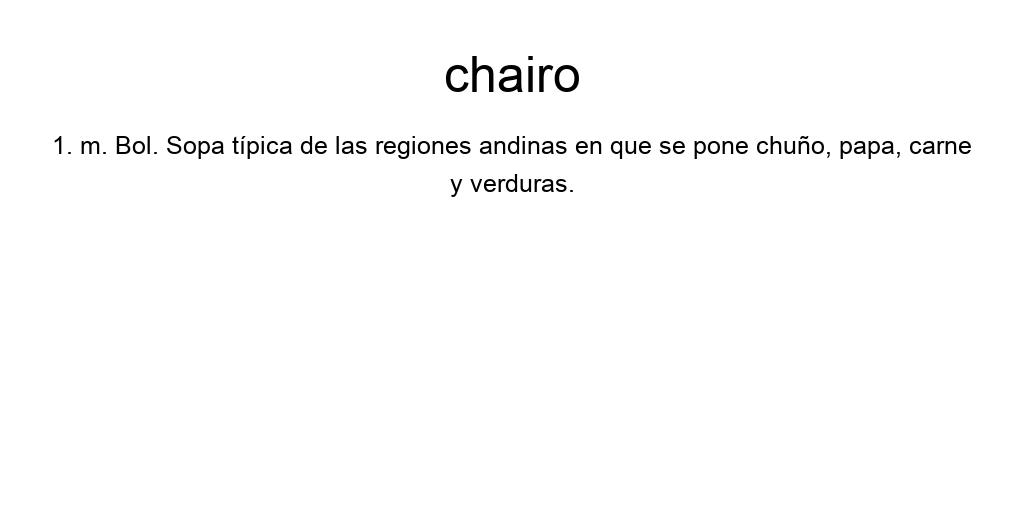 chairo
1. m. Bol. Sopa típica de las regiones andinas en que se pone chuño, papa, carne
y verduras.